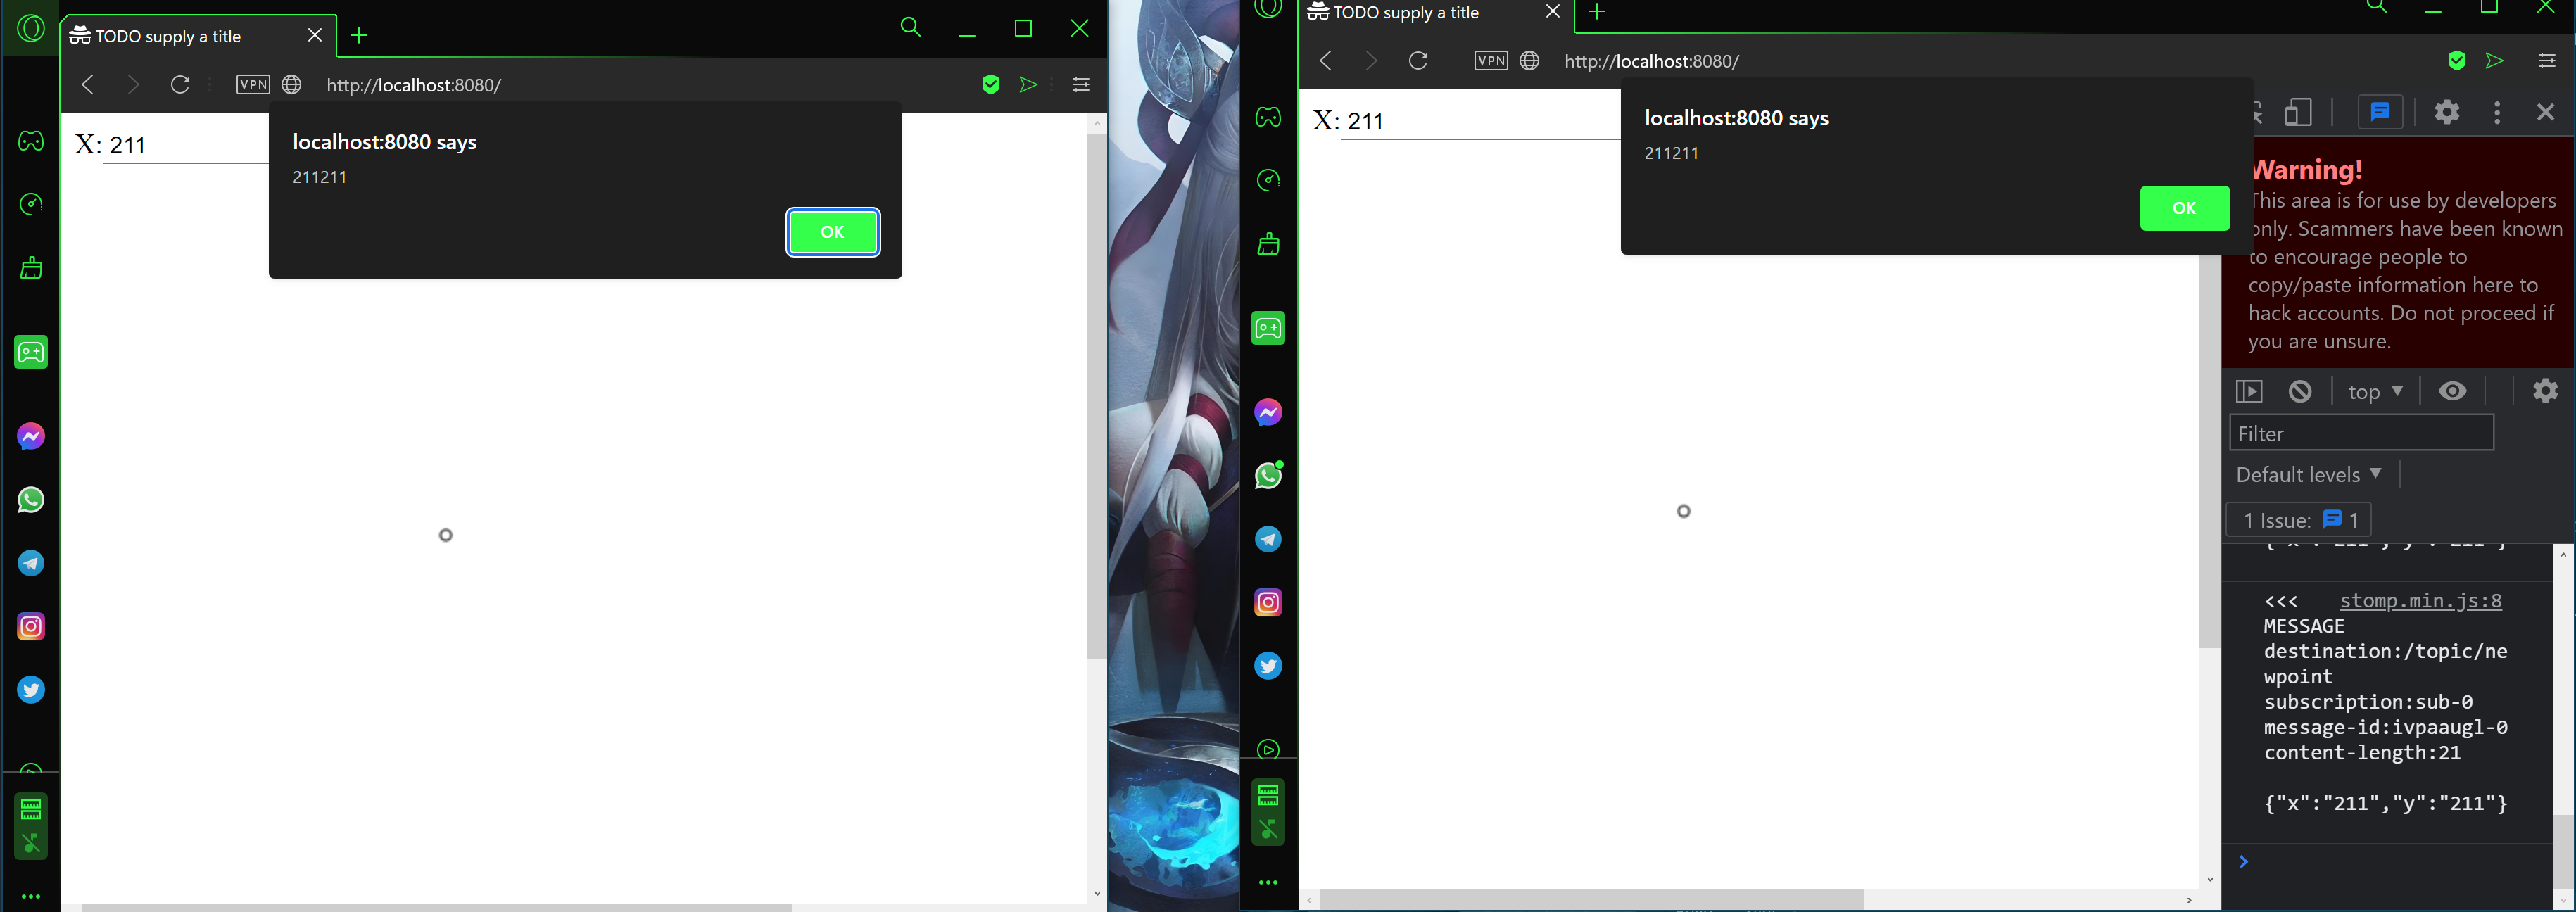 TODO supply a title
VPN
http://localhost:8080/
X: 211
localhost:8080 says
211211
OK
TODO supply a title
VPN
http://localhost:8080/
X: 211
localhost:8080 says
211211
OK
Warning!
This area is for use by developers
only. Scammers have been known
to encourage people to
copy/paste information here to
hack accounts. Do not proceed if
you are unsure.
top
Filter
Default levels
1 Issue: 1
{"x":"211","y":"211"}
<<< stomp.min.js:8
MESSAGE
destination:/topic/ne
wpoint
subscription:sub-0
message-id:ivpaaugl-0
content-length:21
{"x":"211","y":"211"}